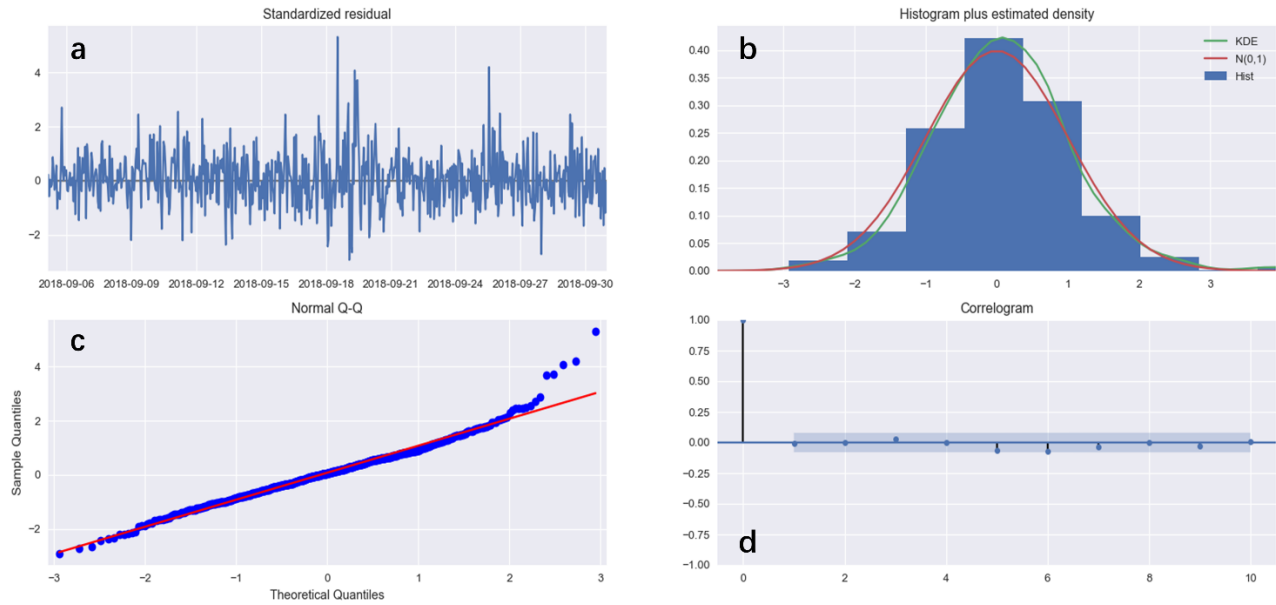 Standardized residual
a
4
2
0
−2
2018-09-06 2018-09-09 2018-09-12 2018-09-15 2018-09-18 2018-09-21 2018-09-24 2018-09-27 2018-09-30
Histogram plus estimated density
b
KDE
N(0,1)
Hist
0.40
0.35
0.30
0.25
0.20
0.15
0.10
0.05
0.00
−3 −2 −1 0 1 2 3
Normal Q-Q
c
Sample Quantiles
4
2
0
−2
−3 −2 −1 0 1 2 3
Theoretical Quantiles
Correlogram
1.00
0.75
0.50
0.25
0.00
−0.25
−0.50
−0.75
−1.00
d
0 2 4 6 8 10